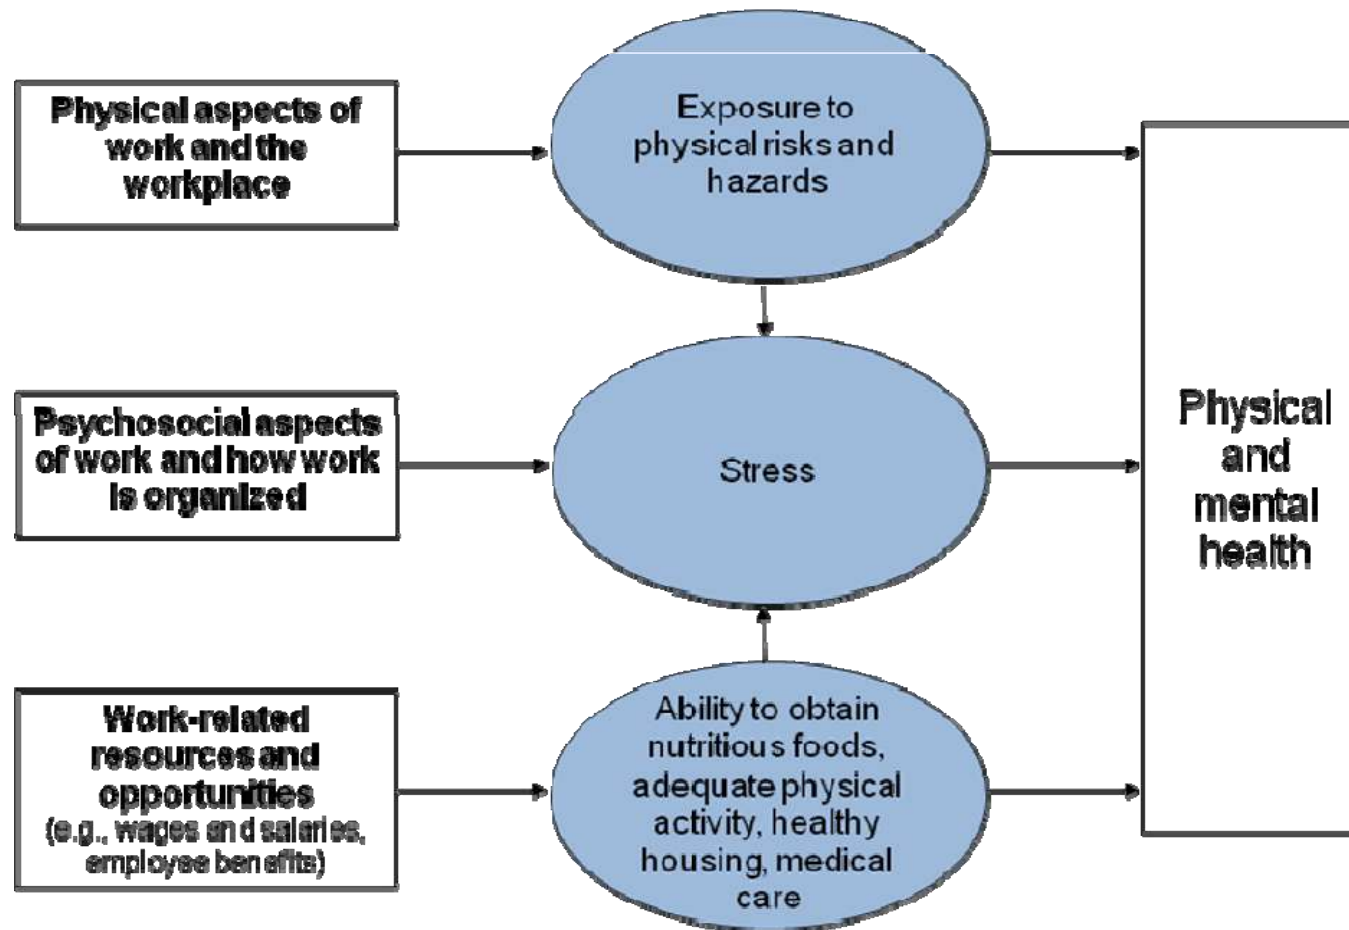 Physical aspects of
work and the
workplace
Exposure to
physical risks and
hazards
Psychosocial aspects
of work and how work
is organized
Stress
Work-related
resources and
opportunities
(e.g., wages and salaries,
employee benefits)
Ability to obtain
nutritious foods,
adequate physical
activity, healthy
housing, medical
care
Physical
and
mental
health